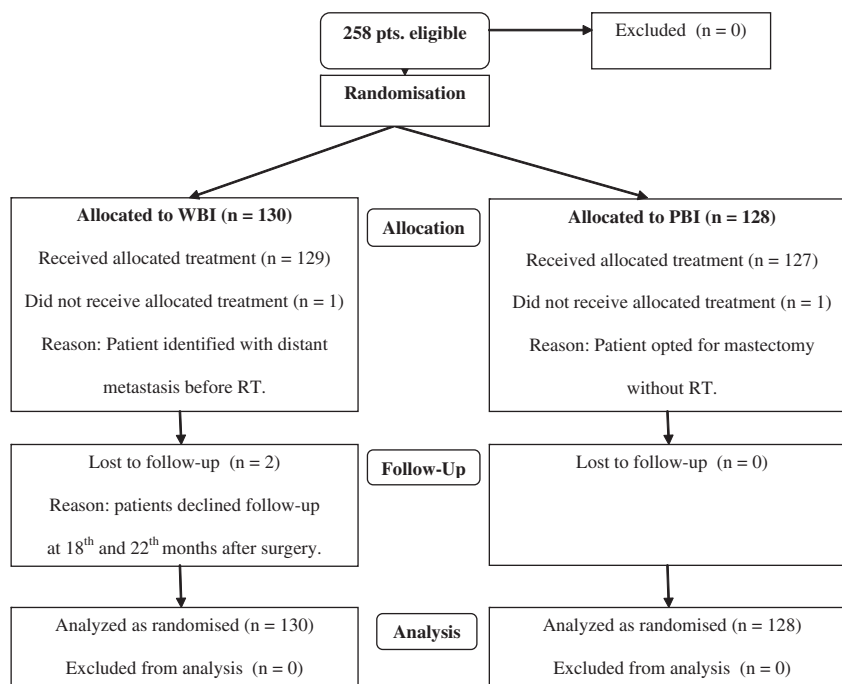 258 pts. eligible
Excluded (n = 0)
Randomisation
Allocated to WBI (n = 130)
Received allocated treatment (n = 129)
Did not receive allocated treatment (n = 1)
Reason: Patient identified with distant
metastasis before RT.
Allocation
Allocated to PBI (n = 128)
Received allocated treatment (n = 127)
Did not receive allocated treatment (n = 1)
Reason: Patient opted for mastectomy
without RT.
Lost to follow-up (n = 2)
Reason: patients declined follow-up
at 18th and 22th months after surgery.
Follow-Up
Lost to follow-up (n = 0)
Analyzed as randomised (n = 130)
Excluded from analysis (n = 0)
Analysis
Analyzed as randomised (n = 128)
Excluded from analysis (n = 0)